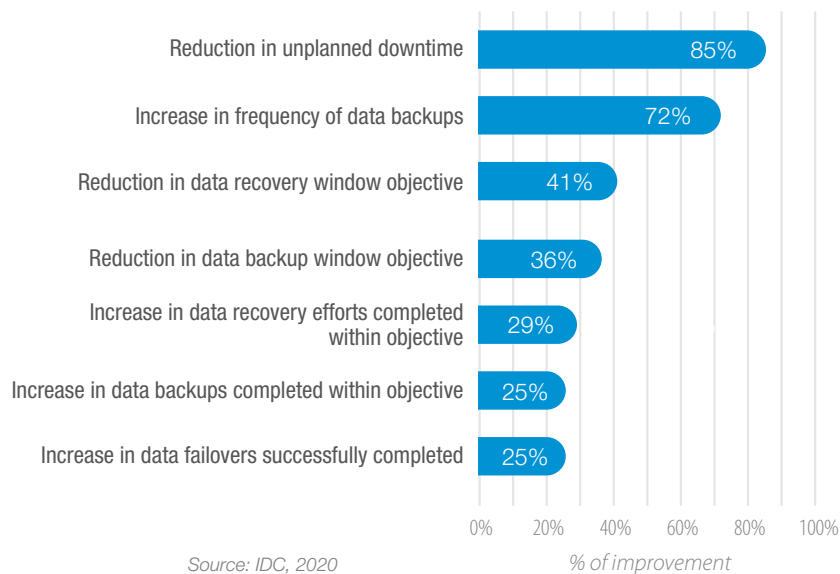 Reduction in unplanned downtime
85%
Increase in frequency of data backups
72%
Reduction in data recovery window objective
41%
Reduction in data backup window objective
36%
Increase in data recovery efforts completed
within objective
29%
Increase in data backups completed within objective
25%
Increase in data failovers successfully completed
25%
0% 20% 40% 60% 80% 100%
Source: IDC, 2020
% of improvement